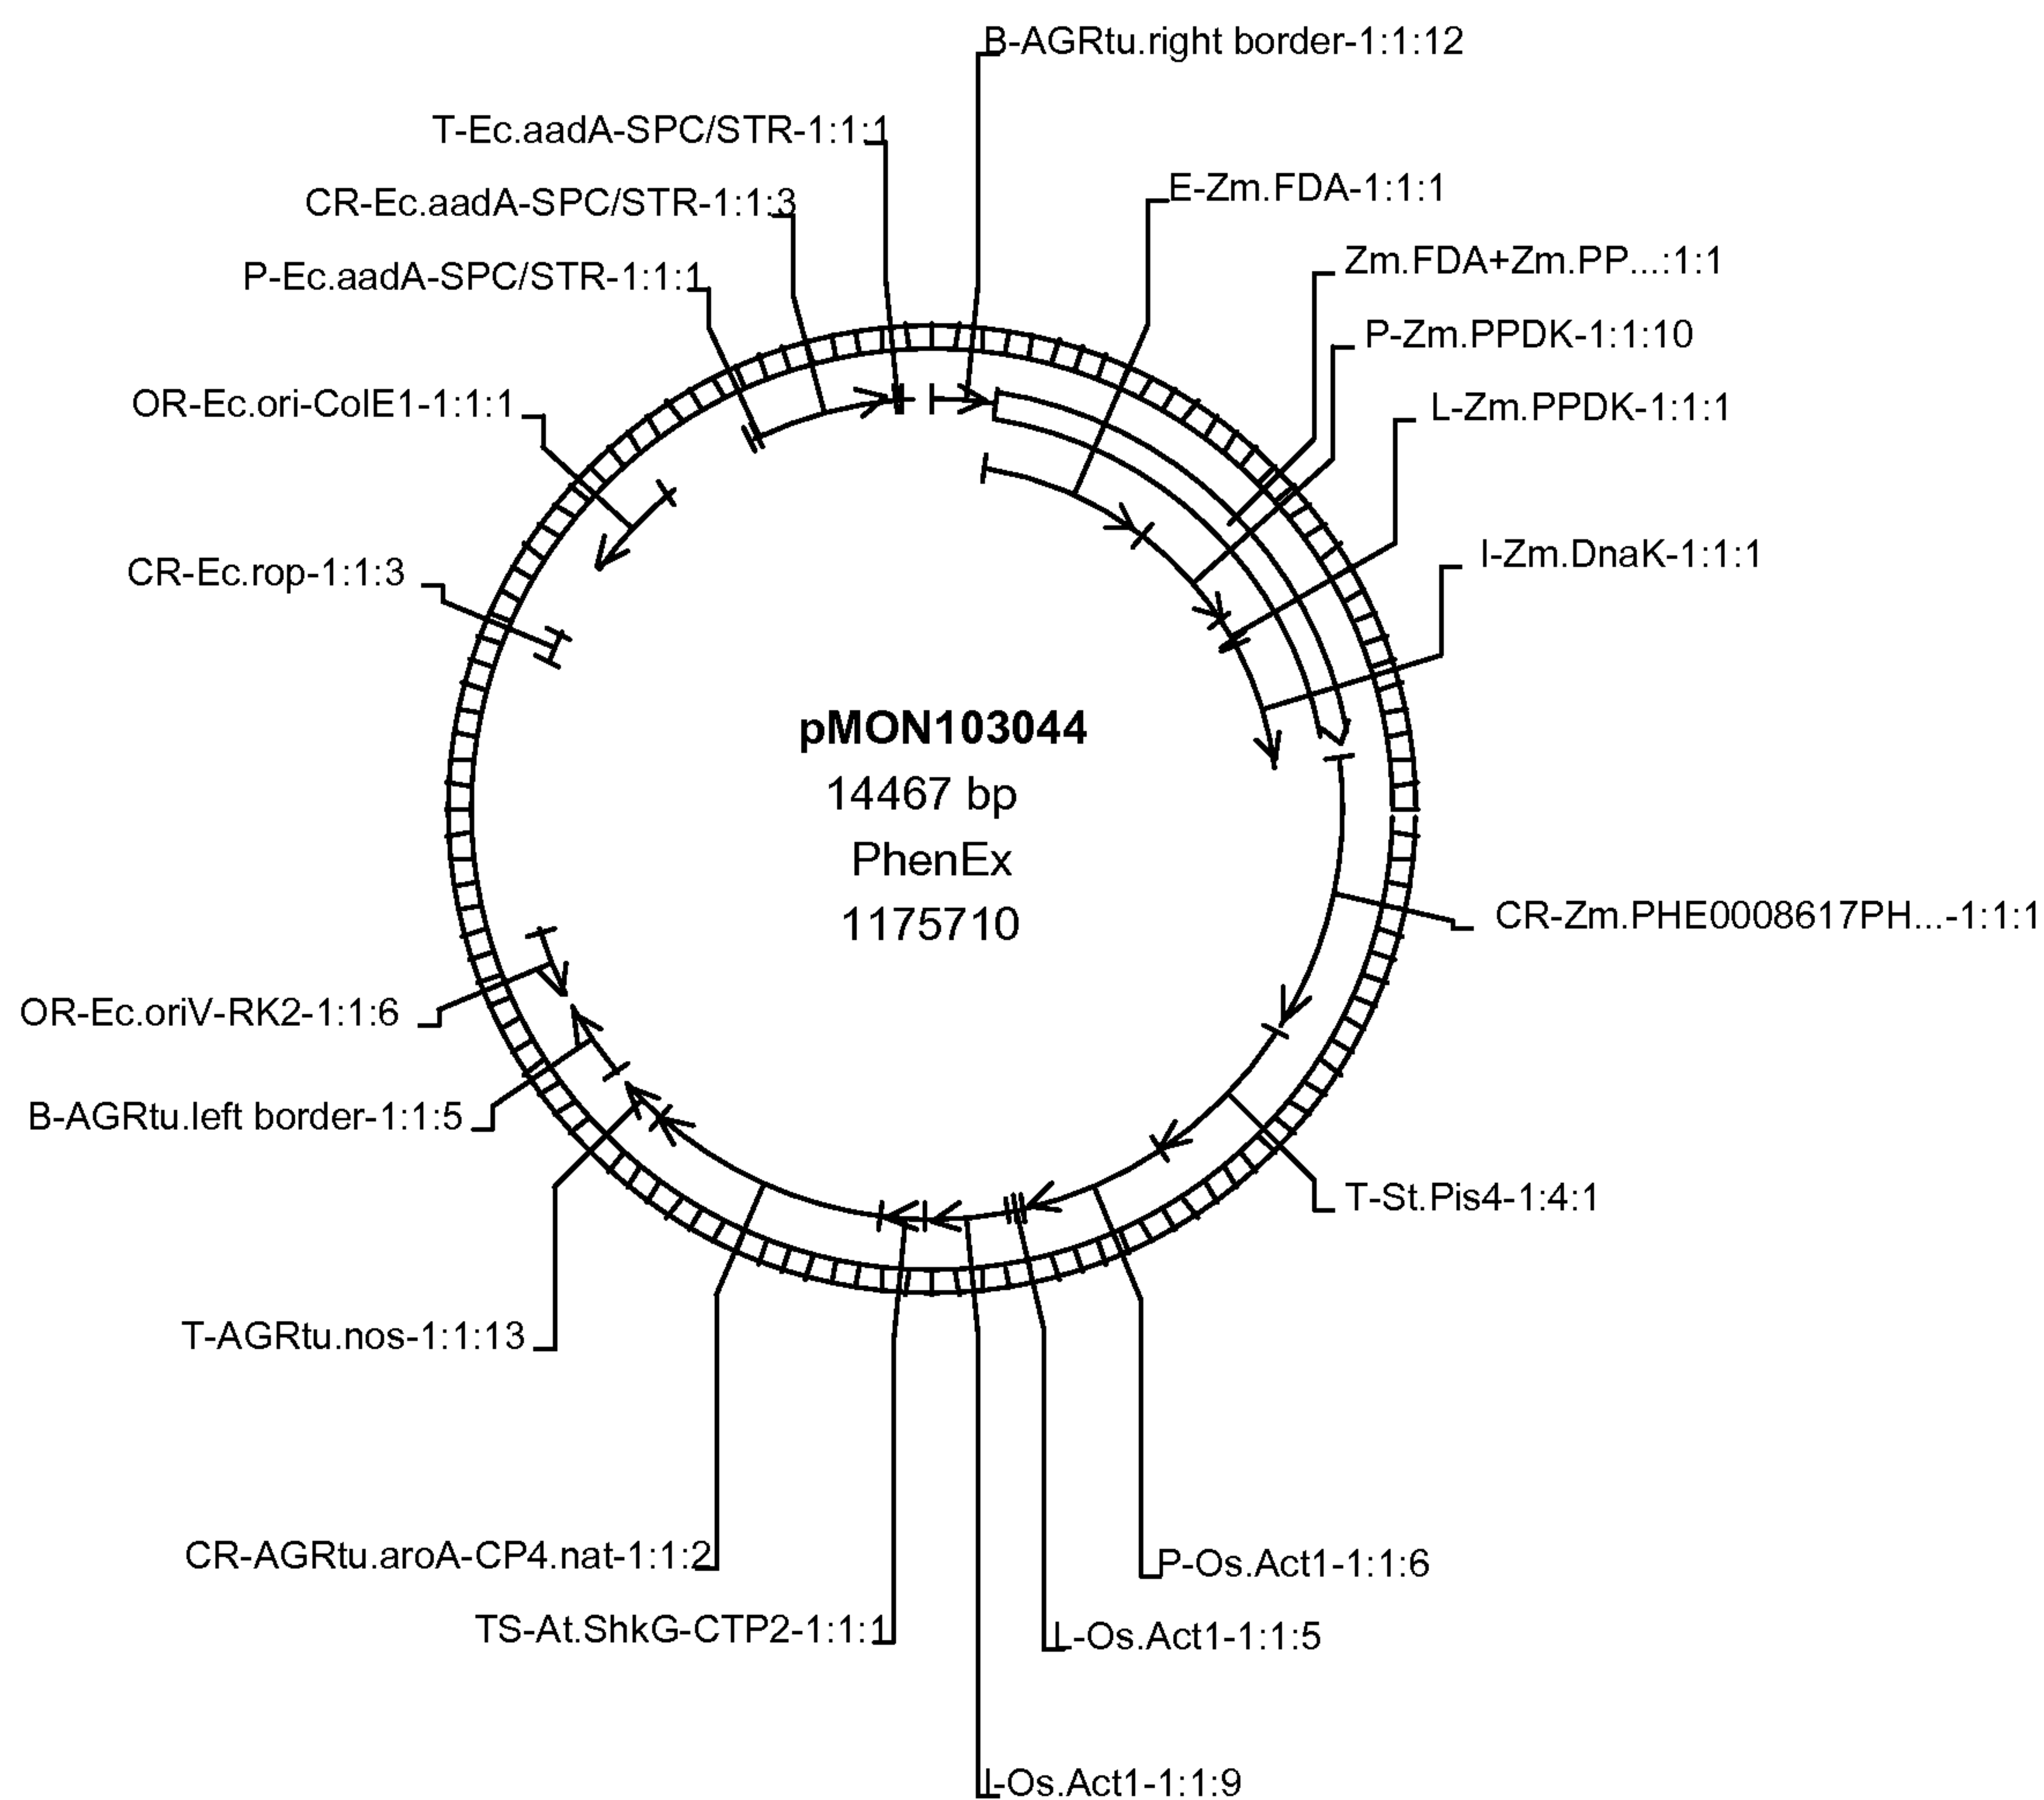 B-AGRtu.right border-1:1:12
T-Ec.aadA-SPC/STR-1:1:1
E-Zm.FDA-1:1:1
CR-Ec.aadA-SPC/STR-1:1:3
Zm.FDA+Zm.PP...:1:1
P-Ec.aadA-SPC/STR-1:1:1
P-Zm.PPDK-1:1:10
OR-Ec.ori-ColE1-1:1:1
L-Zm.PPDK-1:1:1
I-Zm.DnaK-1:1:1
CR-Ec.rop-1:1:3
pMON103044
14467 bp
PhenEx
1175710
CR-Zm.PHE0008617PH...-1:1:1
OR-Ec.oriV-RK2-1:1:6
B-AGRtu.left border-1:1:5
T-St.Pis4-1:4:1
T-AGRtu.nos-1:1:13
CR-AGRtu.aroA-CP4.nat-1:1:2
P-Os.Act1-1:1:6
TS-At.ShkG-CTP2-1:1:1
L-Os.Act1-1:1:5
I-Os.Act1-1:1:9